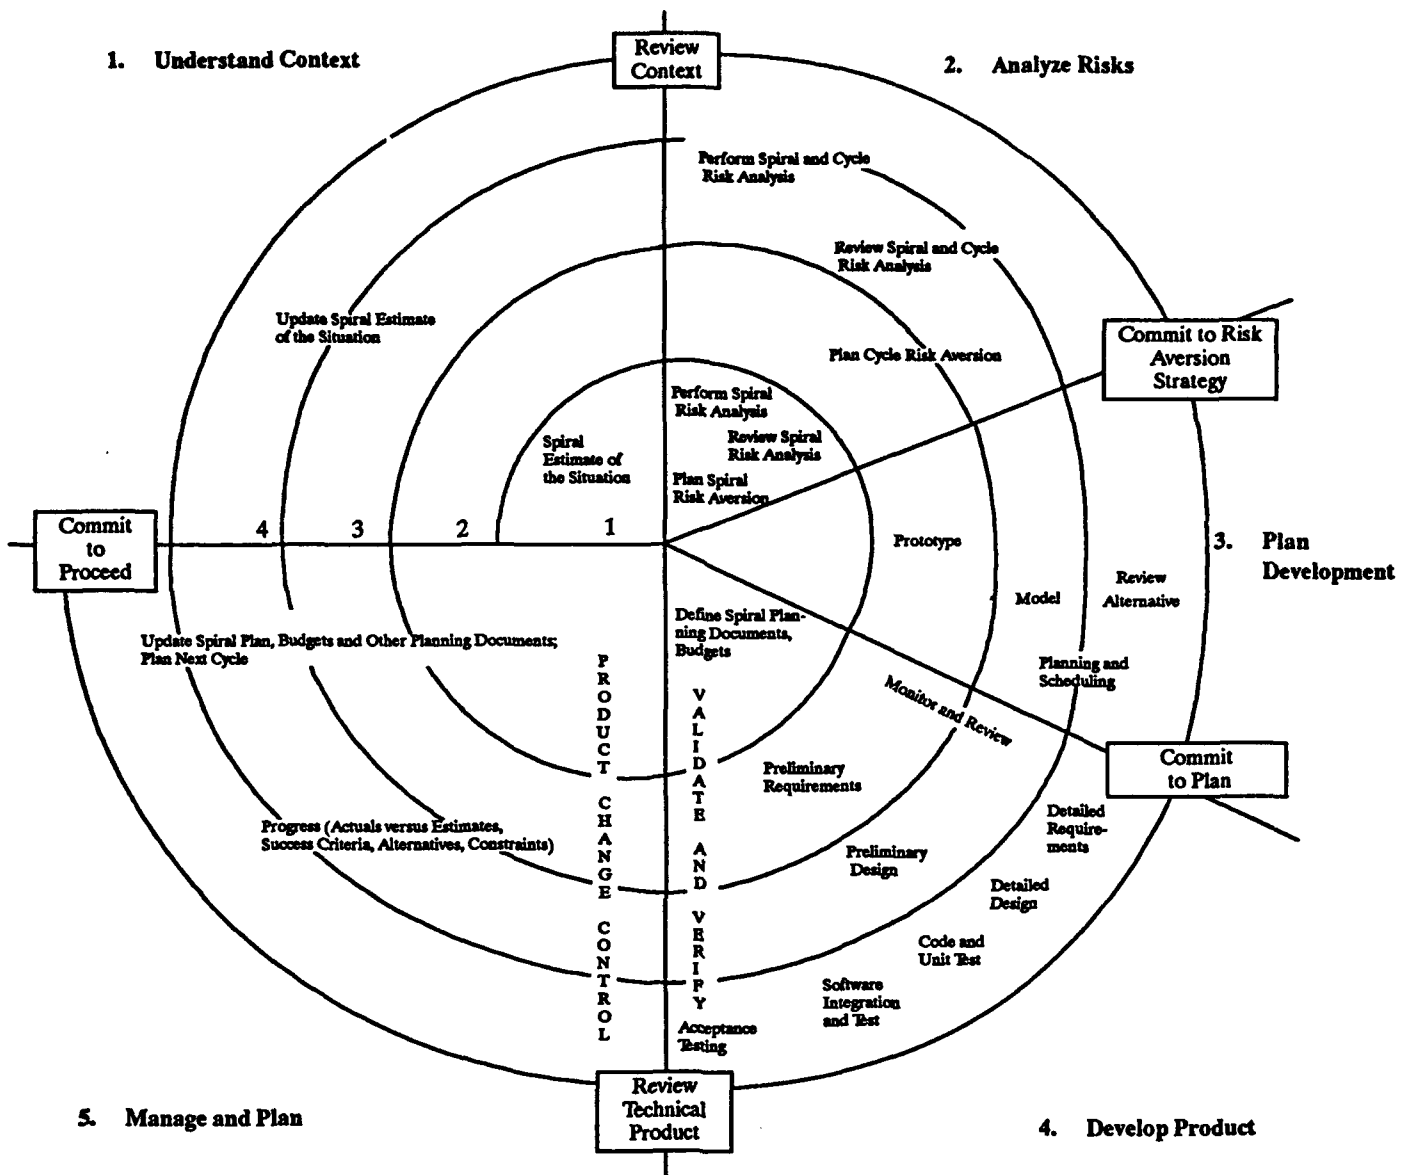 1. Understand Context
Review
Context
2. Analyze Risks
Perform Spiral and Cycle
Risk Analysis
Review Spiral and Cycle
Risk Analysis
Update Spiral Estimate
of the Situation
Plan Cycle Risk Aversion
Commit to Risk
Aversion
Strategy
Perform Spiral
Risk Analysis
Review Spiral
Risk Analysis
Spiral
Estimate of
the Situation
Plan Spiral
Risk Aversion
Commit
to
Proceed
4 3 2 1
Prototype
3. Plan
Development
Model
Review
Alternative
Define Spiral Plan-
ning Documents,
Budgets
Update Spiral Plan, Budgets and Other Planning Documents;
Plan Next Cycle
Planning and
Scheduling
Monitor and Review
PRODUCT CHANGE CONTROL
VALIDATE AND VERIFY
Commit
to Plan
Preliminary
Requirements
Detailed
Require-
ments
Progress (Actuals versus Estimates,
Success Criteria, Alternatives, Constraints)
Preliminary
Design
Detailed
Design
Code and
Unit Test
Software
Integration
and Test
Acceptance
Testing
Review
Technical
Product
5. Manage and Plan
4. Develop Product